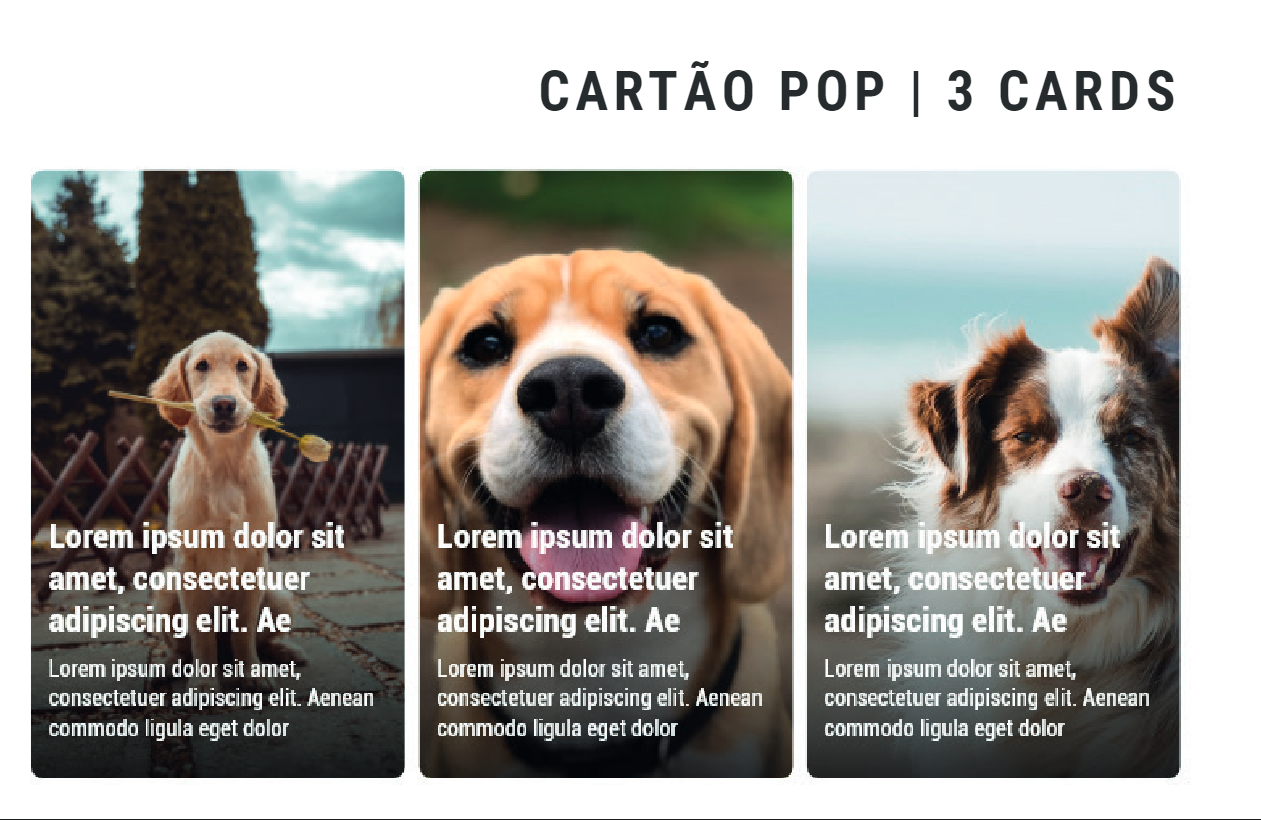 CARTÃO POP | 3 CARDS
Lorem ipsum dolor sit
amet, consectetuer
adipiscing elit. Ae
Lorem ipsum dolor sit amet,
consectetuer adipiscing elit. Aenean
commodo ligula eget dolor
Lorem ipsum dolor sit
amet, consectetuer
adipiscing elit. Ae
Lorem ipsum dolor sit amet,
consectetuer adipiscing elit. Aenean
commodo ligula eget dolor
Lorem ipsum dolor sit
amet, consectetuer
adipiscing elit. Ae
Lorem ipsum dolor sit amet,
consectetuer adipiscing elit. Aenean
commodo ligula eget dolor